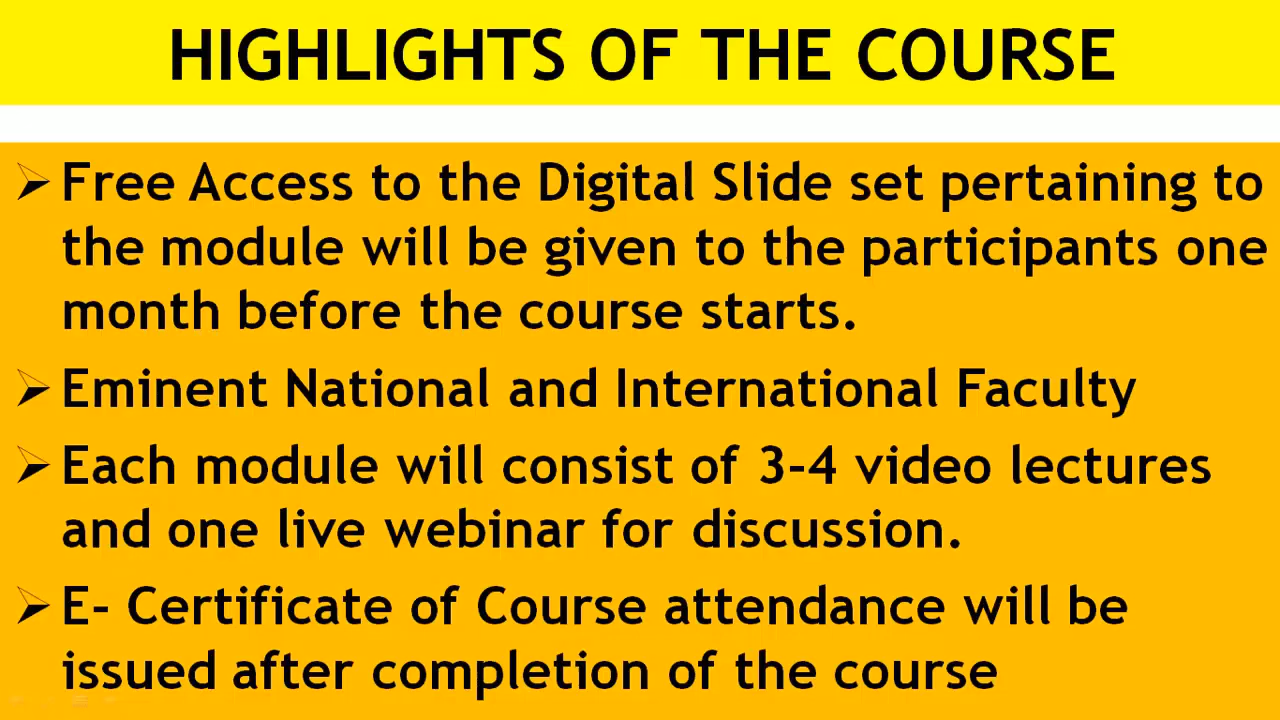 HIGHLIGHTS OF THE COURSE
➢ Free Access to the Digital Slide set pertaining to
the module will be given to the participants one
month before the course starts.
➢ Eminent National and International Faculty
➢ Each module will consist of 3-4 video lectures
and one live webinar for discussion.
➢ E- Certificate of Course attendance will be
issued after completion of the course